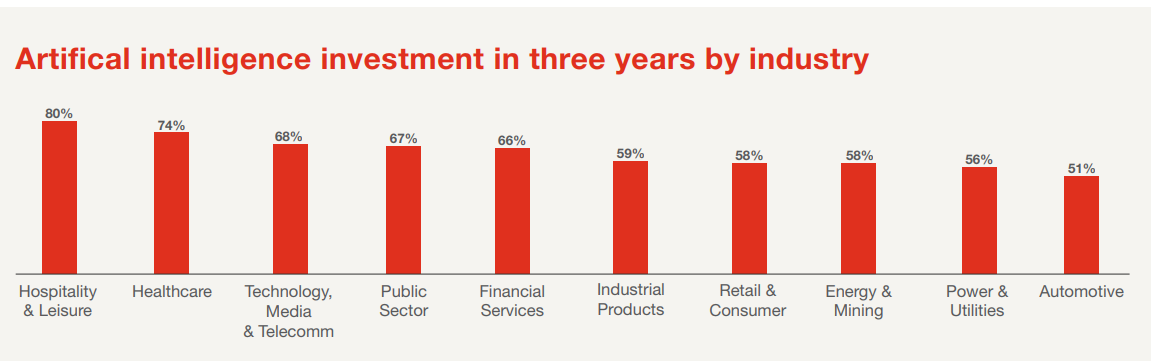 Artifical intelligence investment in three years by industry
80%
74%
68%
67%
66%
59%
58%
58%
56%
51%
Hospitality
& Leisure
Healthcare
Technology,
Media
& Telecomm
Public
Sector
Financial
Services
Industrial
Products
Retail &
Consumer
Energy &
Mining
Power &
Utilities
Automotive